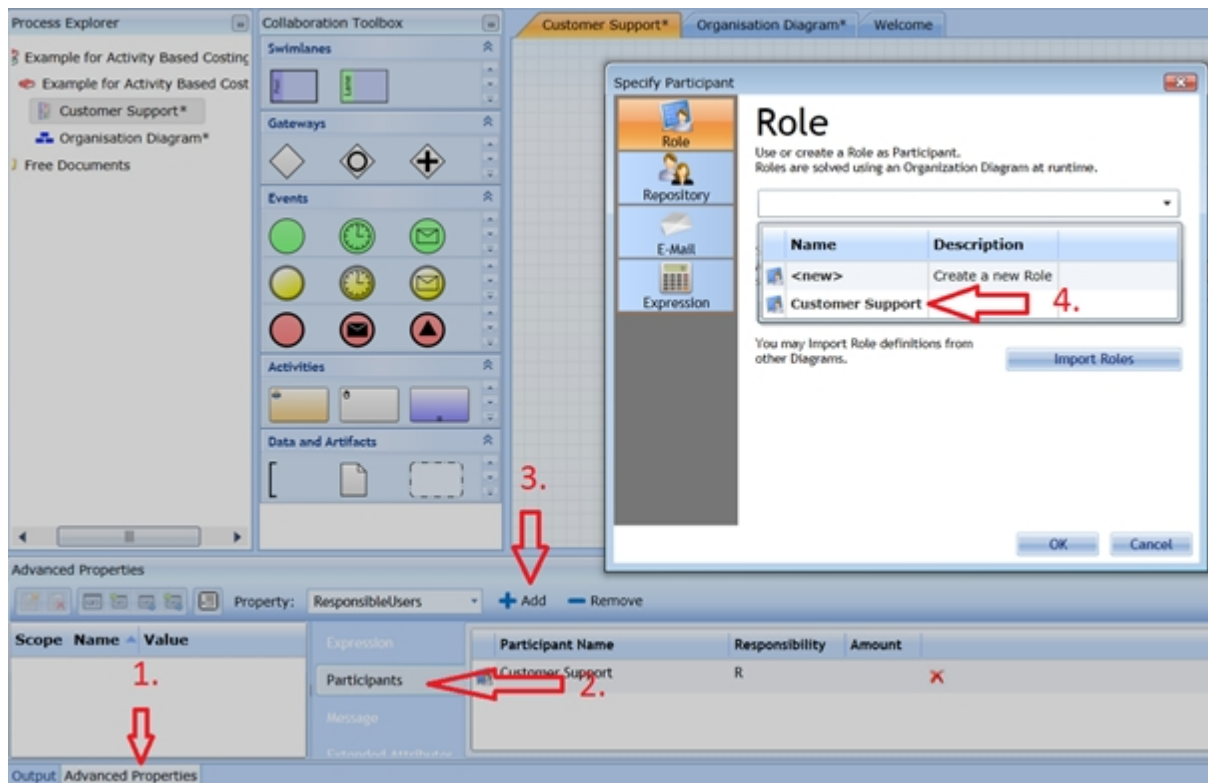 Process Explorer
Example for Activity Based Costing
Example for Activity Based Cost
Customer Support*
Organisation Diagram*
Free Documents
Collaboration Toolbox
Swimlanes
Pool
Lane
Gateways
Events
Activities
Data and Artifacts
Customer Support*
Organisation Diagram*
Welcome
Specify Participant
Role
Repository
E-Mail
Expression
Role
Use or create a Role as Participant.
Roles are solved using an Organization Diagram at runtime.
Name Description
<new> Create a new Role
Customer Support
4.
You may Import Role definitions from
other Diagrams.
Import Roles
OK Cancel
3.
Advanced Properties
Property: ResponsibleUsers
Add
Remove
Scope Name Value
1.
Expression
Participants
Message
Extended Attributes
2.
Participant Name Responsibility Amount
Customer Support R
Output Advanced Properties